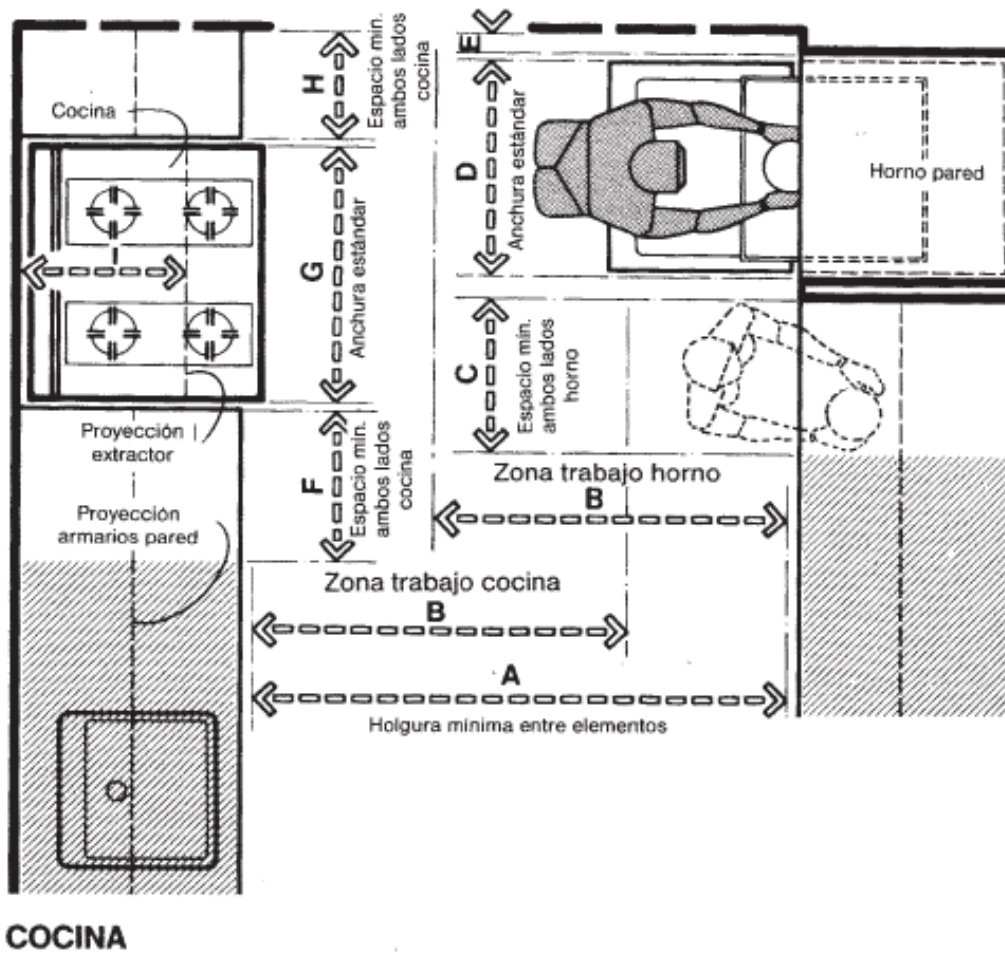 H
Espacio mín.
ambos lados
cocina
E
Cocina
D
Anchura estándar
Horno pared
I
G
Anchura estándar
C
Espacio mín.
ambos lados
horno
Proyección
extractor
F
Espacio mín.
ambos lados
cocina
Zona trabajo horno
B
Proyección
armarios pared
Zona trabajo cocina
B
A
Holgura mínima entre elementos
COCINA